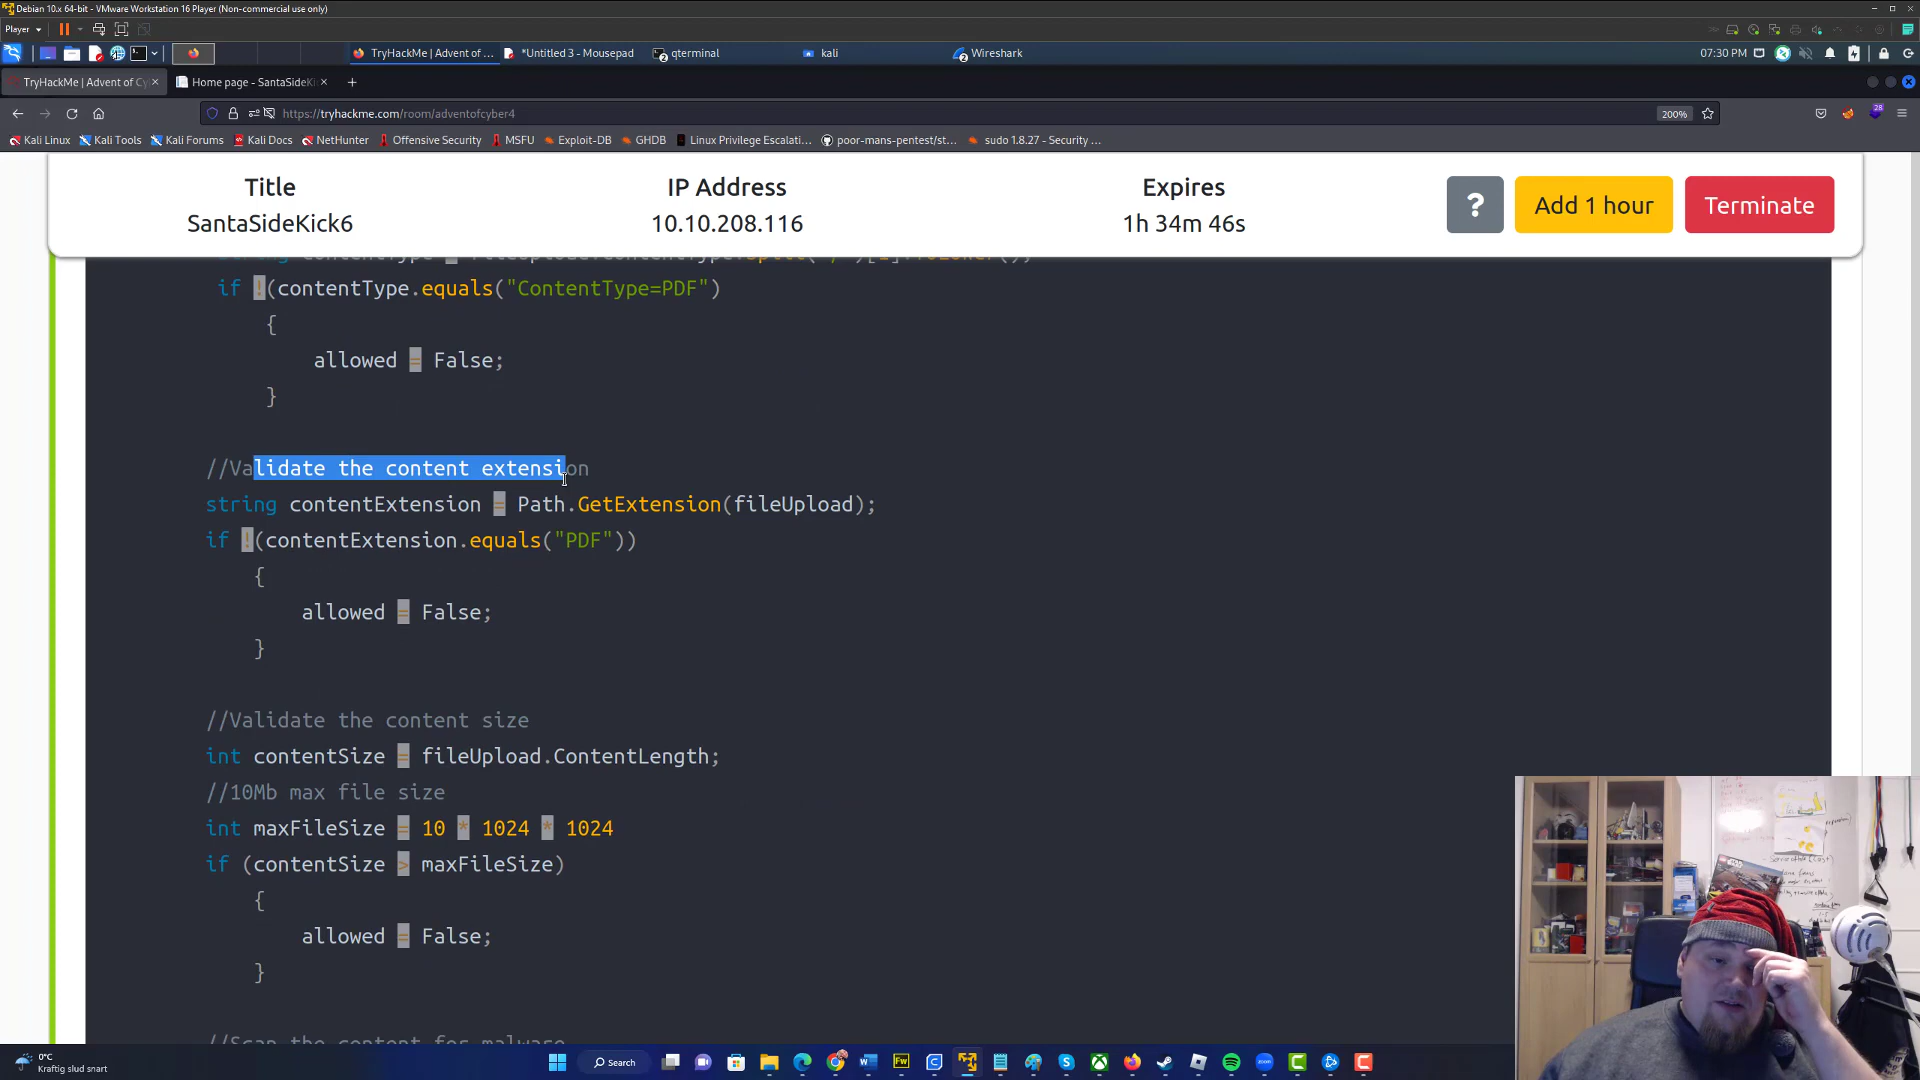 Debian 10.x 64-bit - VMware Workstation 16 Player (Non-commercial use only)
Player
TryHackMe | Advent of ...
*Untitled 3 - Mousepad
qterminal
kali
Wireshark
07:30 PM
TryHackMe | Advent of Cy
Home page - SantaSideKi
https://tryhackme.com/room/adventofcyber4
200%
28
Kali Linux
Kali Tools
Kali Forums
Kali Docs
NetHunter
Offensive Security
MSFU
Exploit-DB
GHDB
Linux Privilege Escalati...
poor-mans-pentest/st...
sudo 1.8.27 - Security ...
Title
IP Address
Expires
SantaSideKick6
10.10.208.116
1h 34m 46s
?
Add 1 hour
Terminate
if !(contentType.equals("ContentType=PDF")
{
allowed = False;
}
//Validate the content extension
string contentExtension = Path.GetExtension(fileUpload);
if !(contentExtension.equals("PDF"))
{
allowed = False;
}
//Validate the content size
int contentSize = fileUpload.ContentLength;
//10Mb max file size
int maxFileSize = 10 * 1024 * 1024
if (contentSize > maxFileSize)
{
allowed = False;
}
//Scan the content for malware
0°C
Kraftig slud snart
Search